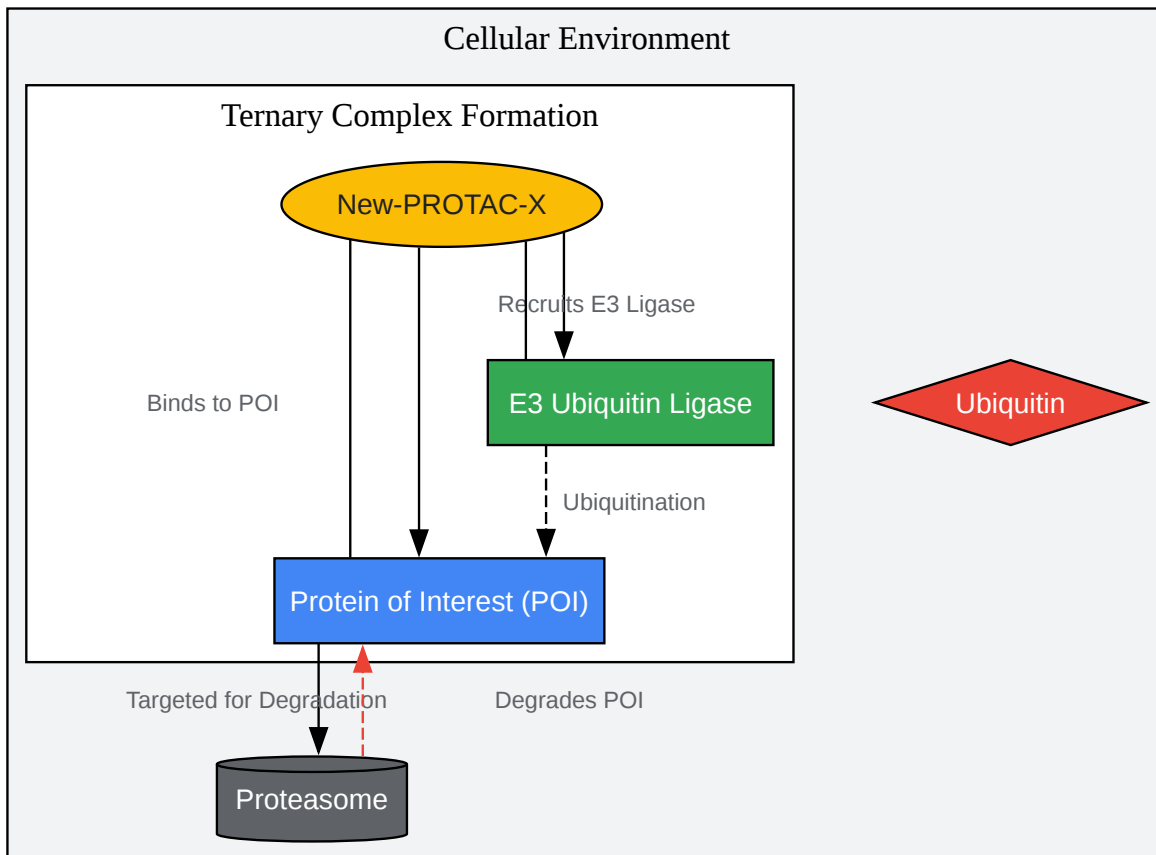 Cellular Environment
Ternary Complex Formation
New-PROTAC-X
Recruits E3 Ligase
Binds to POI
E3 Ubiquitin Ligase
Ubiquitin
Ubiquitination
Protein of Interest (POI)
Targeted for Degradation
Degrades POI
Proteasome